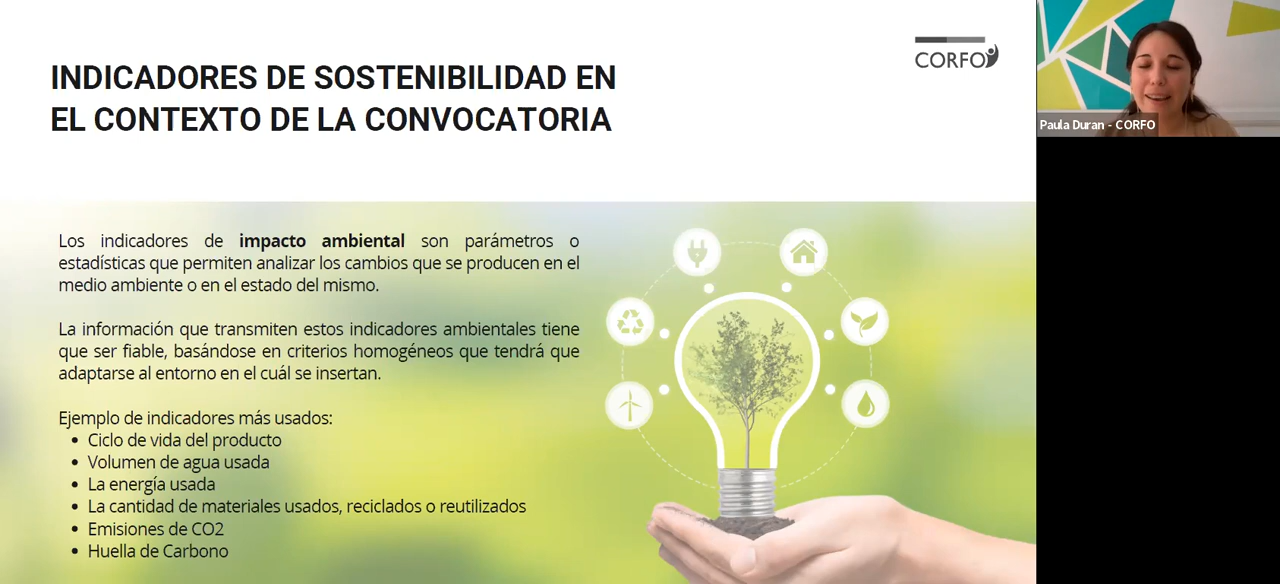 INDICADORES DE SOSTENIBILIDAD EN
EL CONTEXTO DE LA CONVOCATORIA
CORFO
Paula Duran - CORFO
Los indicadores de impacto ambiental son parámetros o
estadísticas que permiten analizar los cambios que se producen en el
medio ambiente o en el estado del mismo.
La información que transmiten estos indicadores ambientales tiene
que ser fiable, basándose en criterios homogéneos que tendrá que
adaptarse al entorno en el cuál se insertan.
Ejemplo de indicadores más usados:
• Ciclo de vida del producto
• Volumen de agua usada
• La energía usada
• La cantidad de materiales usados, reciclados o reutilizados
• Emisiones de CO2
• Huella de Carbono